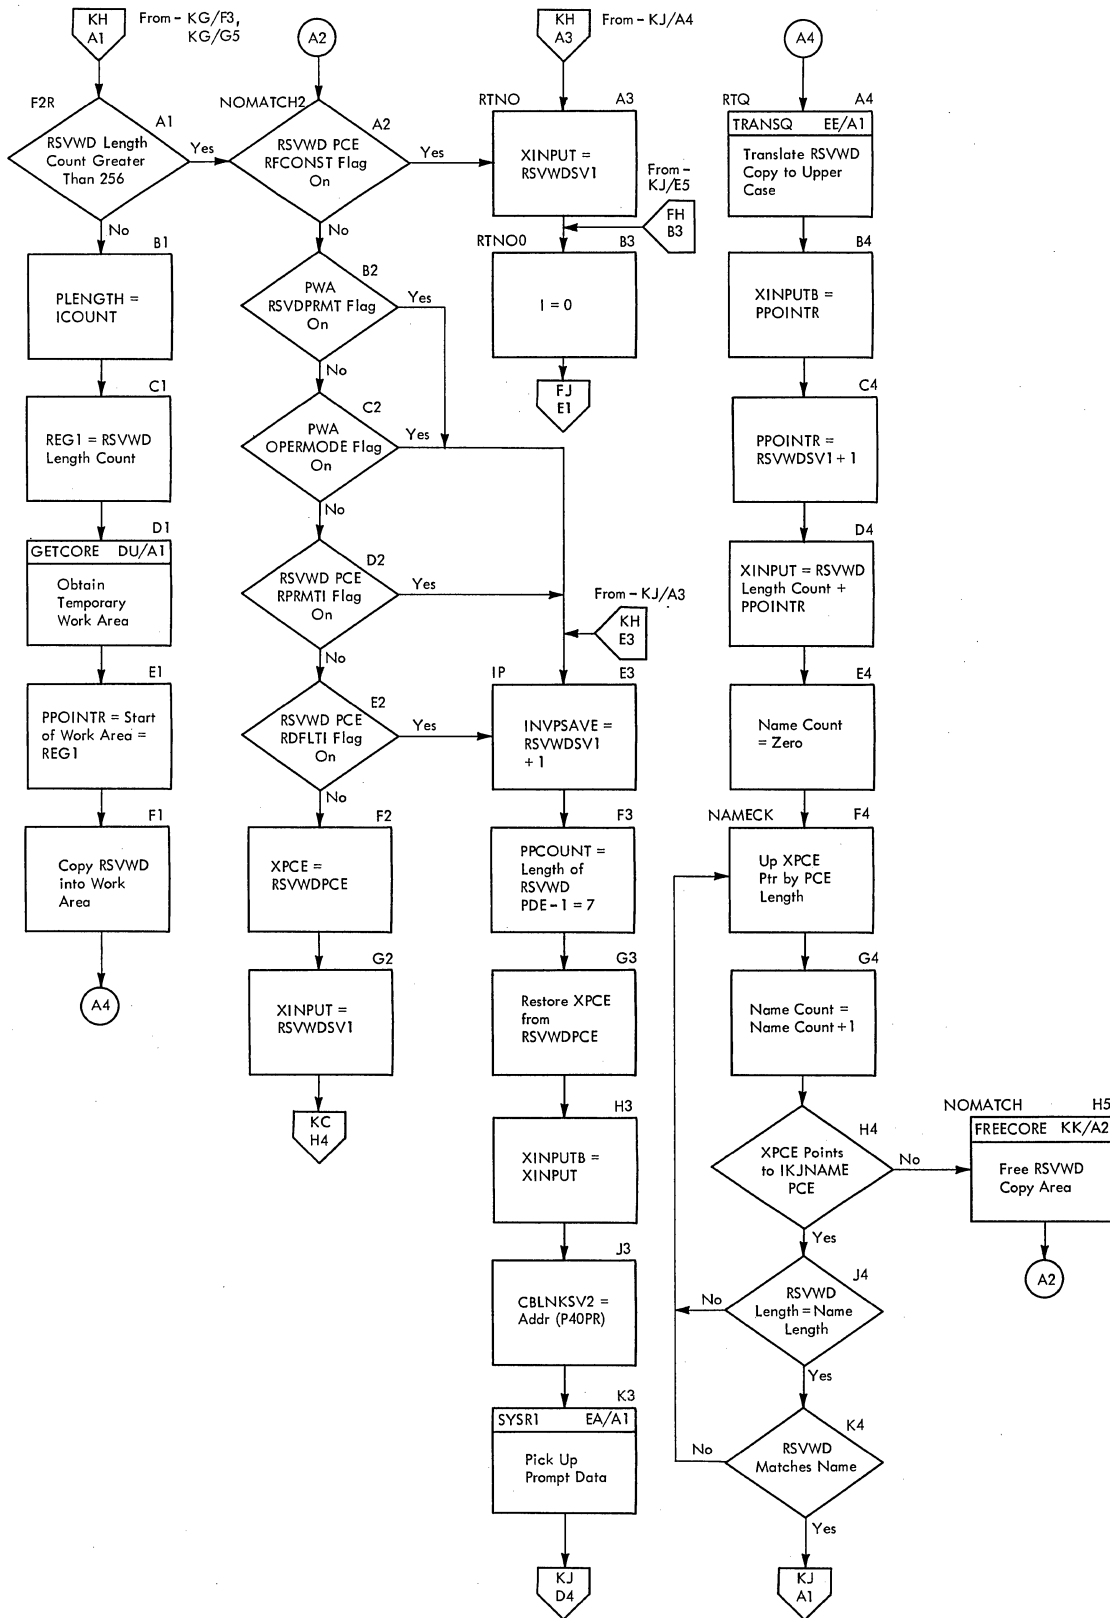 KH
A1
From – KG/F3,
KG/G5
F2R
A1
RSVWD Length
Count Greater
Than 256
Yes
No
B1
PLENGTH =
ICOUNT
C1
REG1 = RSVWD
Length Count
D1
GETCORE DU/A1
Obtain
Temporary
Work Area
E1
PPOINTR = Start
of Work Area =
REG1
F1
Copy RSVWD
into Work
Area
A4
A2
NOMATCH2
A2
RSVWD PCE
RFCONST Flag
On
Yes
No
B2
PWA
RSVDPRMT Flag
On
Yes
No
C2
PWA
OPERMODE Flag
On
Yes
No
D2
RSVWD PCE
RPRMTI Flag
On
Yes
No
E2
RSVWD PCE
RDFLTI Flag
On
Yes
No
F2
XPCE =
RSVWDPCE
G2
XINPUT =
RSVWDSV1
KC
H4
KH
A3
From – KJ/A4
RTNO
A3
XINPUT =
RSVWDSV1
From –
KJ/E5
FH
B3
RTNO0
B3
I = 0
FJ
E1
From – KJ/A3
KH
E3
IP
E3
INVPSAVE =
RSVWDSV1
+ 1
F3
PPCOUNT =
Length of
RSVWD
PDE – 1 = 7
G3
Restore XPCE
from
RSVWDPCE
H3
XINPUTB =
XINPUT
J3
CBLNKSV2 =
Addr (P40PR)
K3
SYSR1 EA/A1
Pick Up
Prompt Data
KJ
D4
A4
RTQ
A4
TRANSQ EE/A1
Translate RSVWD
Copy to Upper
Case
B4
XINPUTB =
PPOINTR
C4
PPOINTR =
RSVWDSV1 + 1
D4
XINPUT = RSVWD
Length Count +
PPOINTR
E4
Name Count
= Zero
NAMECK
F4
Up XPCE
Ptr by PCE
Length
G4
Name Count =
Name Count +1
H4
XPCE Points
to IKJNAME
PCE
No
Yes
NOMATCH
H5
FREECORE KK/A2
Free RSVWD
Copy Area
A2
J4
RSVWD
Length = Name
Length
No
Yes
K4
RSVWD
Matches Name
No
Yes
KJ
A1